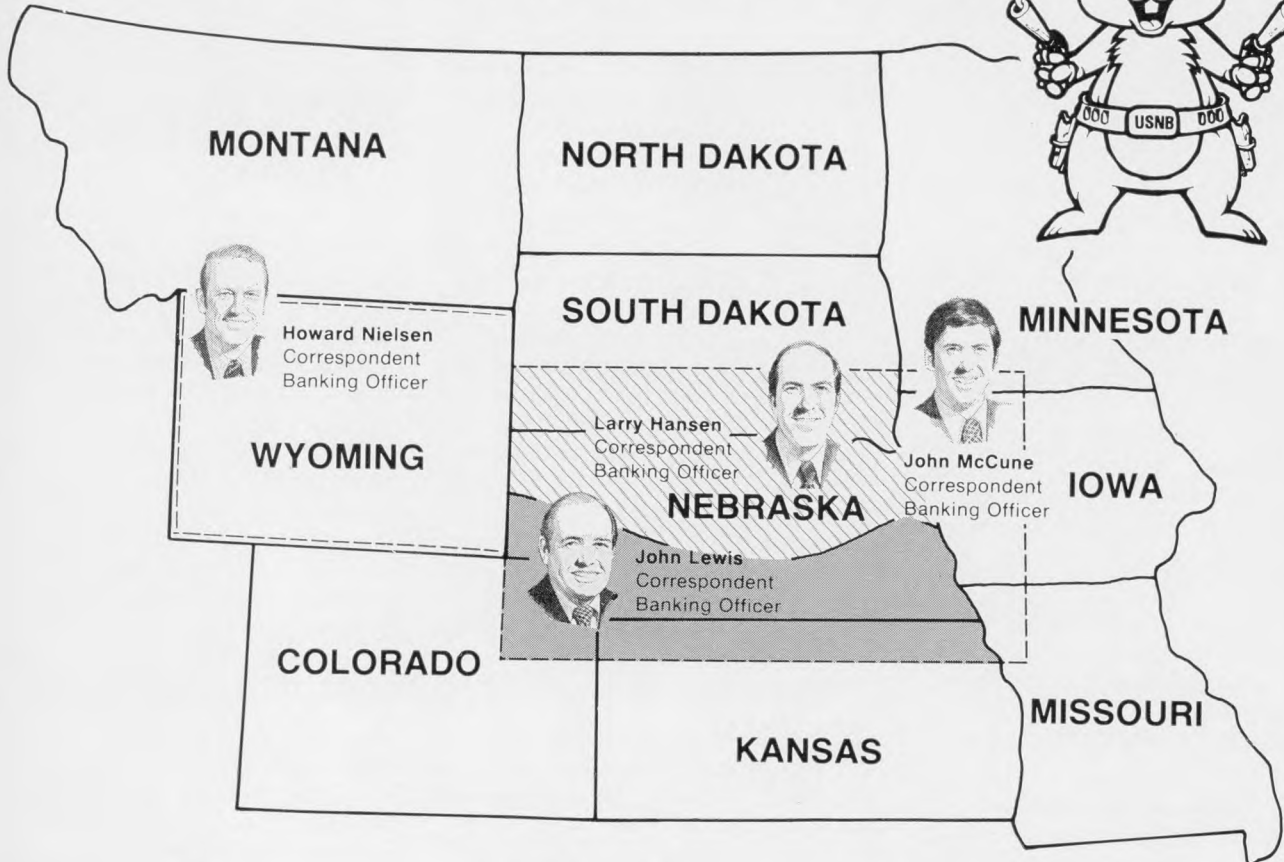 USNB
MONTANA
NORTH DAKOTA
SOUTH DAKOTA
MINNESOTA
Howard Nielsen
Correspondent
Banking Officer
WYOMING
Larry Hansen
Correspondent
Banking Officer
NEBRASKA
John McCune
Correspondent
Banking Officer
IOWA
John Lewis
Correspondent
Banking Officer
COLORADO
KANSAS
MISSOURI